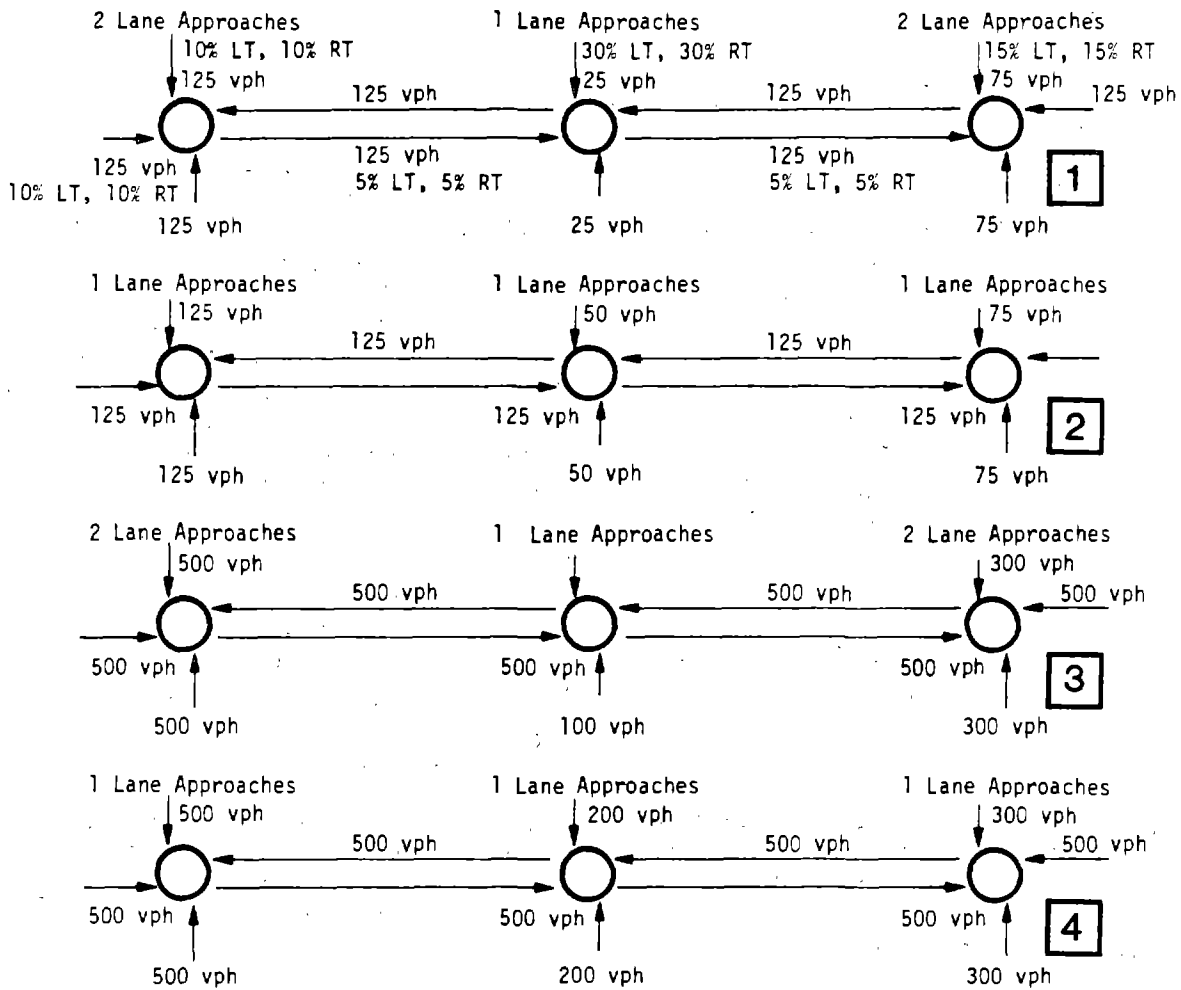 2 Lane Approaches 1 Lane Approaches 2 Lane Approaches
10% LT, 10% RT 30% LT, 30% RT 15% LT, 15% RT
125 vph 25 vph 75 vph
125 vph 125 vph 125 vph
125 vph 125 vph 125 vph
10% LT, 10% RT 5% LT, 5% RT 5% LT, 5% RT
1
125 vph 25 vph 75 vph
1 Lane Approaches 1 Lane Approaches 1 Lane Approaches
125 vph 50 vph 75 vph
125 vph 125 vph
125 vph 125 vph 125 vph
2
125 vph 50 vph 75 vph
2 Lane Approaches 1 Lane Approaches 2 Lane Approaches
500 vph 300 vph
500 vph 500 vph 500 vph
500 vph 500 vph 500 vph
3
500 vph 100 vph 300 vph
1 Lane Approaches 1 Lane Approaches 1 Lane Approaches
500 vph 200 vph 300 vph
500 vph 500 vph 500 vph
500 vph 500 vph 500 vph
4
500 vph 200 vph 300 vph